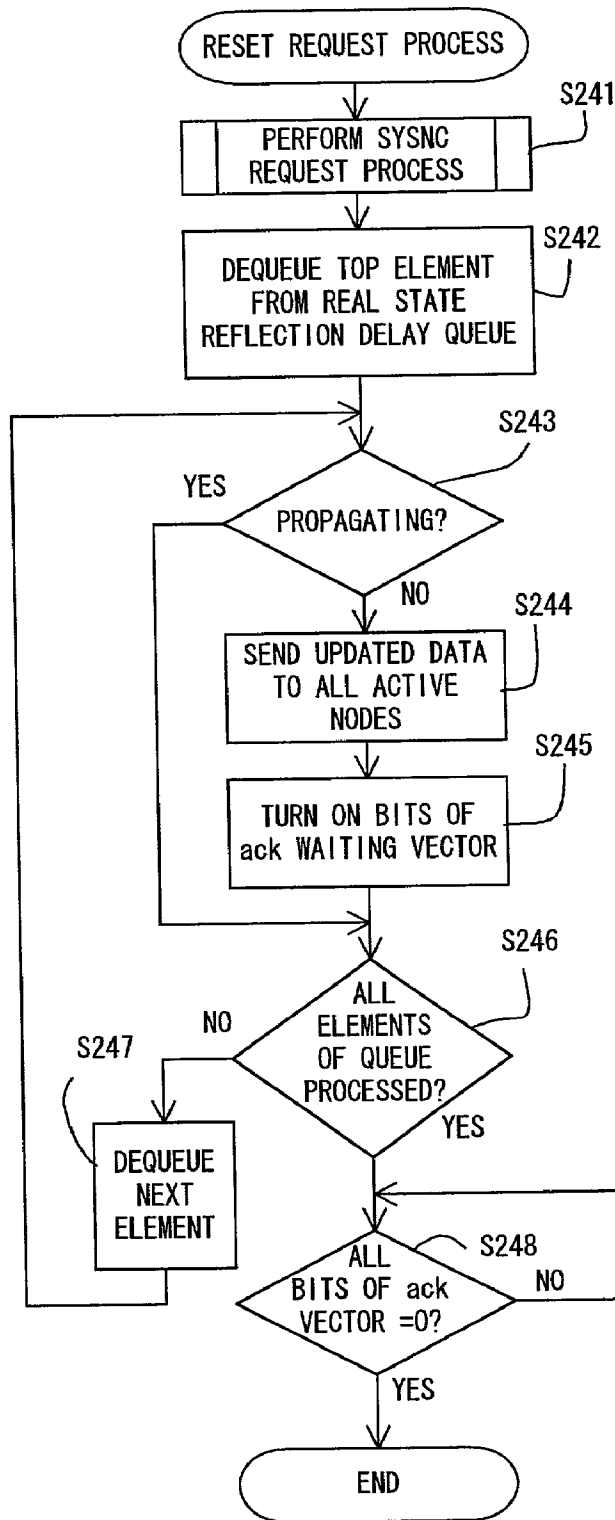 RESET REQUEST PROCESS
S241
PERFORM SYSNC
REQUEST PROCESS
S242
DEQUEUE TOP ELEMENT
FROM REAL STATE
REFLECTION DELAY QUEUE
S243
YES
PROPAGATING?
NO
S244
SEND UPDATED DATA
TO ALL ACTIVE
NODES
S245
TURN ON BITS OF
ack WAITING VECTOR
S246
ALL
ELEMENTS
OF QUEUE
PROCESSED?
NO
S247
YES
DEQUEUE
NEXT
ELEMENT
S248
ALL
BITS OF ack
VECTOR =0?
NO
YES
END